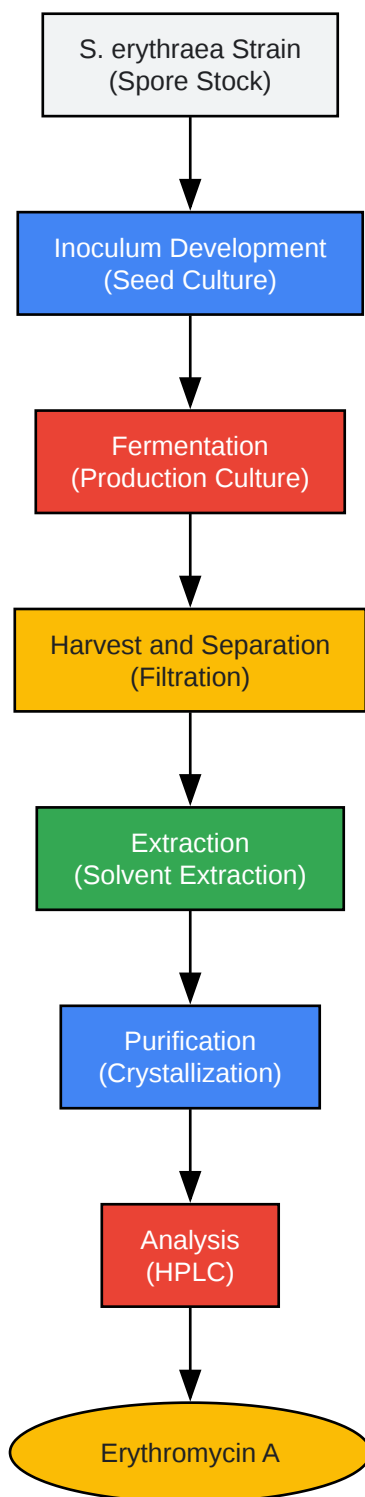 S. erythraea Strain
(Spore Stock)
Inoculum Development
(Seed Culture)
Fermentation
(Production Culture)
Harvest and Separation
(Filtration)
Extraction
(Solvent Extraction)
Purification
(Crystallization)
Analysis
(HPLC)
Erythromycin A